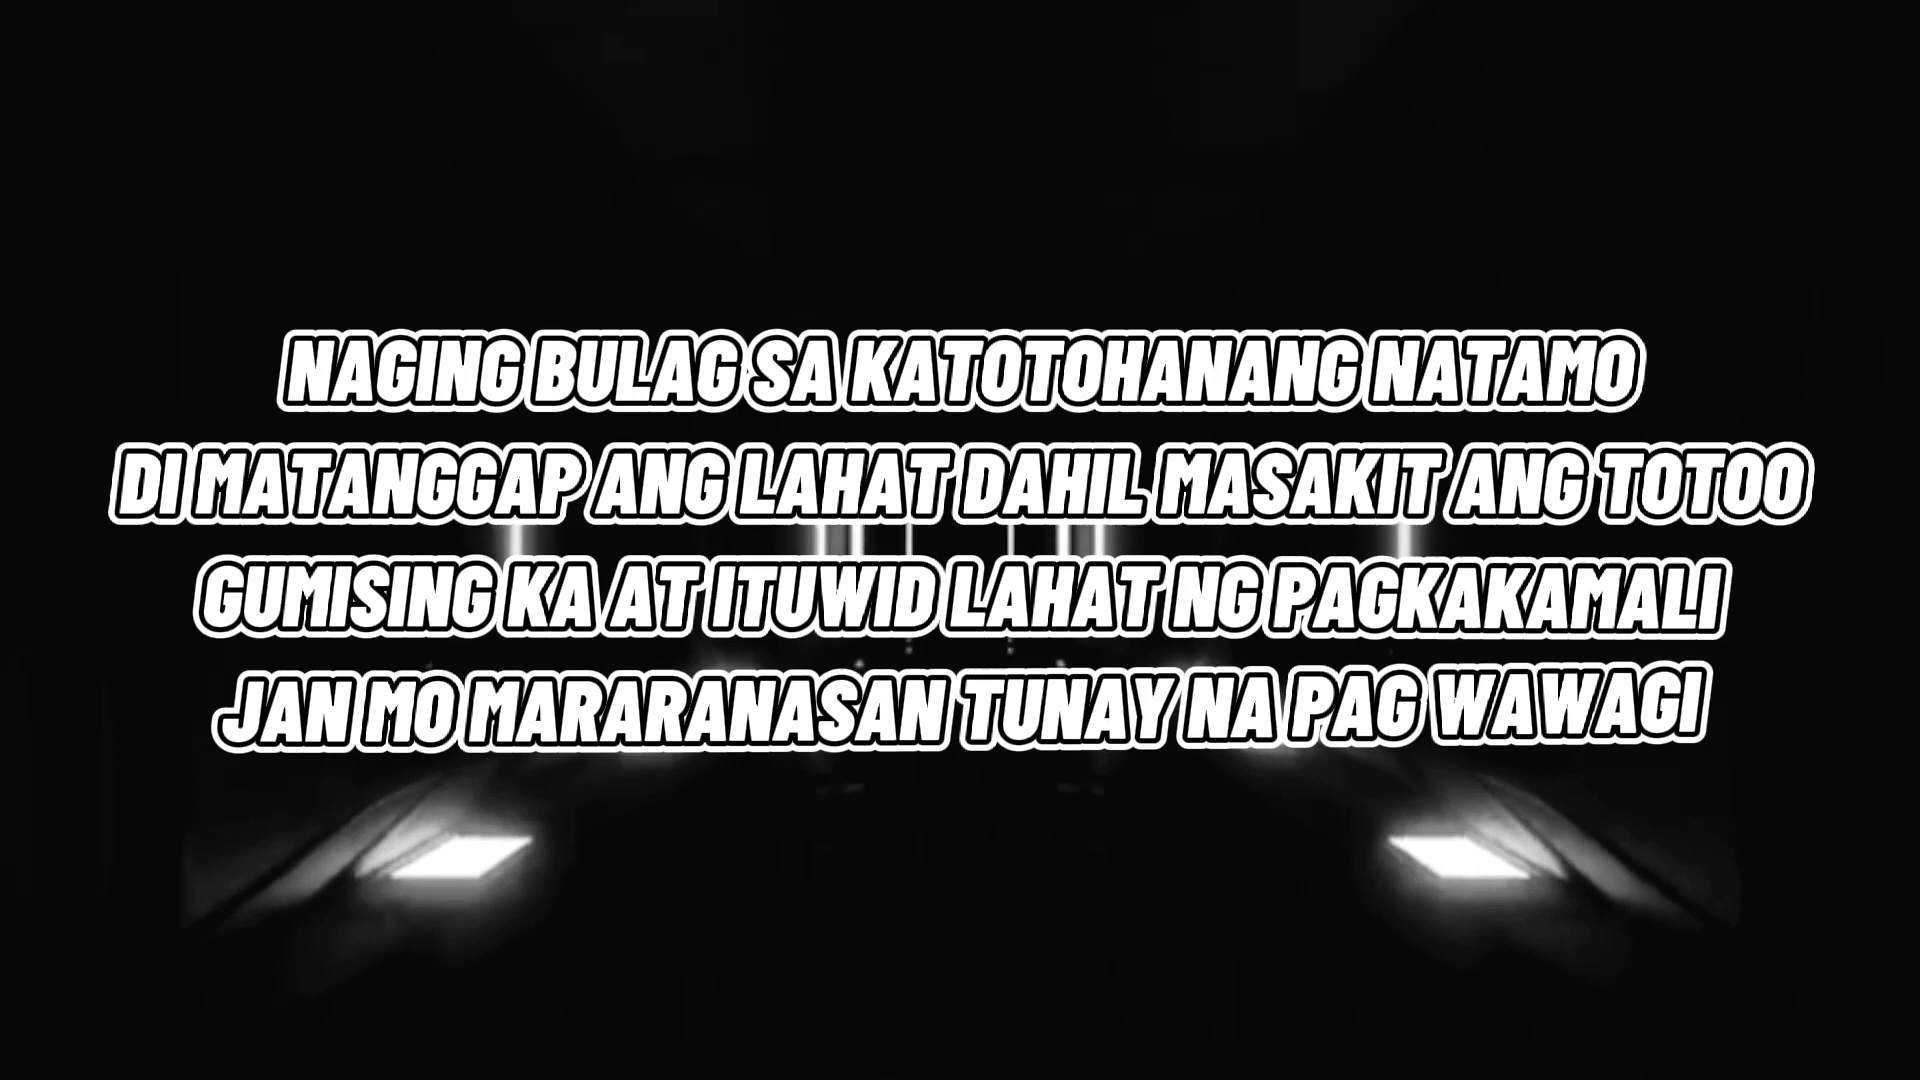 NAGING BULAG SA KATOTOHANANG NATAMO
DI MATANGGAP ANG LAHAT DAHIL MASAKIT ANG TOTOO
GUMISING KA AT ITUWID LAHAT NG PAGKAKAMALI
JAN MO MARARANASAN TUNAY NA PAG WAWAGI